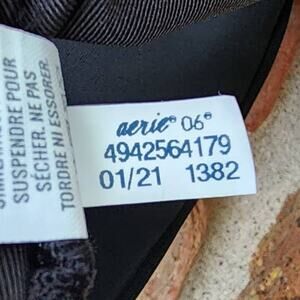 SUSPENDRE POUR
SÉCHER. NE PAS
TORDRE NI ESSORER.
aerie® 06®
4942564179
01/21 1382